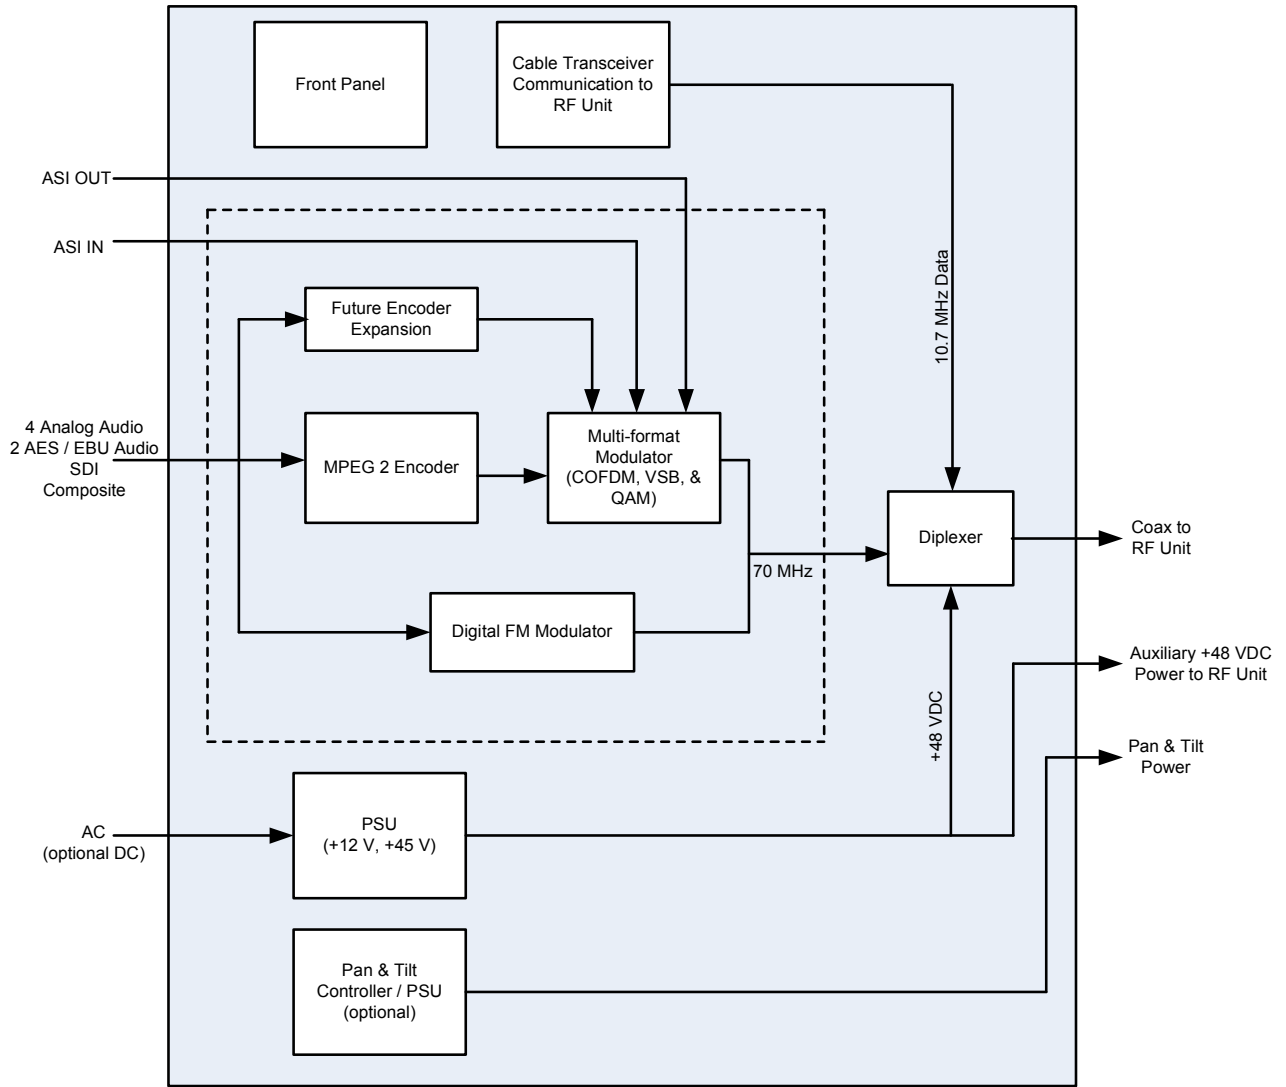 Front Panel
Cable Transceiver
Communication to
RF Unit
ASI OUT
ASI IN
Future Encoder
Expansion
10.7 MHz Data
4 Analog Audio
2 AES / EBU Audio
SDI
Composite
MPEG 2 Encoder
Multi-format
Modulator
(COFDM, VSB, &
QAM)
Diplexer
Coax to
RF Unit
70 MHz
Digital FM Modulator
Auxiliary +48 VDC
Power to RF Unit
+48 VDC
Pan & Tilt
Power
AC
(optional DC)
PSU
(+12 V, +45 V)
Pan & Tilt
Controller / PSU
(optional)